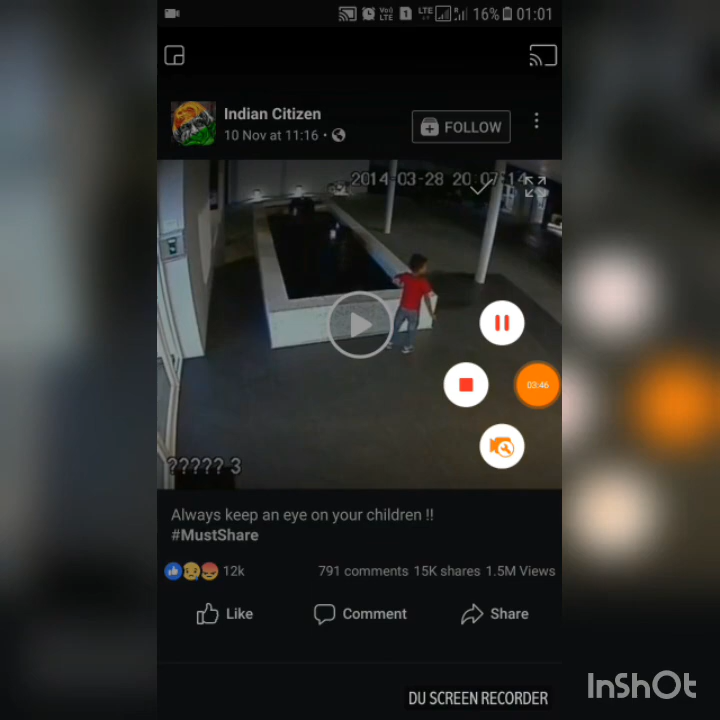 LTE 16% 01:01
Indian Citizen
10 Nov at 11:16
FOLLOW
2014-03-28 20:07:14
03:46
????? 3
Always keep an eye on your children !!
#MustShare
12k 791 comments 15K shares 1.5M Views
Like Comment Share
DU SCREEN RECORDER
InShOt